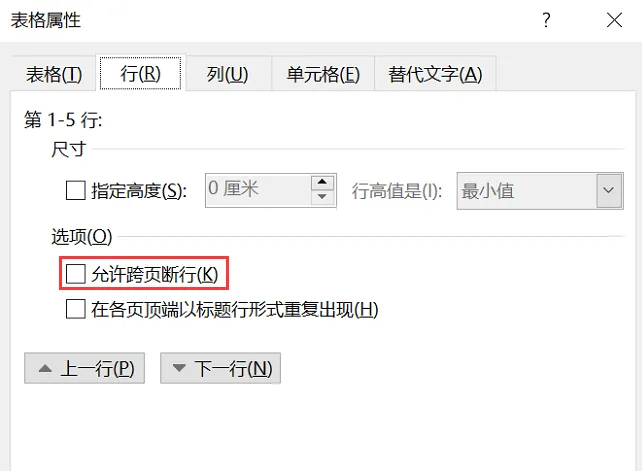 表格属性 ? ×
表格(T) 行(R) 列(U) 单元格(E) 替代文字(A)
第 1-5 行:
尺寸
指定高度(S): 0 厘米 行高值是(I): 最小值
选项(O)
允许跨页断行(K)
在各页顶端以标题行形式重复出现(H)
上一行(P) 下一行(N)